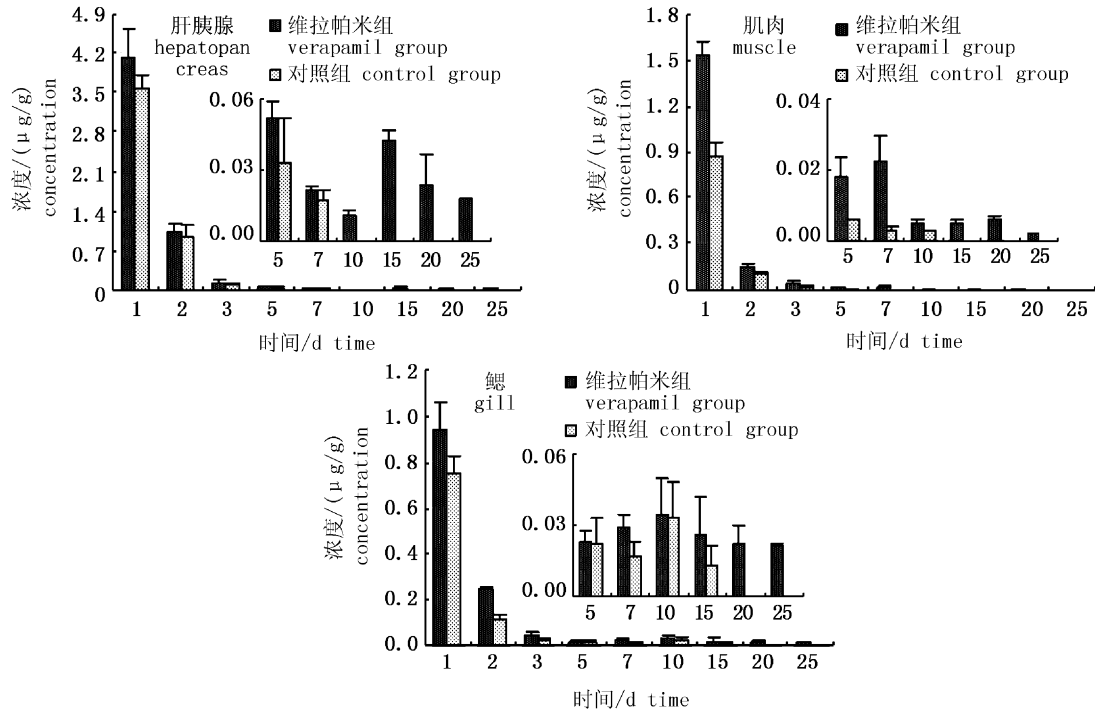 4.9
4.2
3.5
2.8
2.1
1.4
0.7
0
浓度/(μg/g)
concentration
肝胰腺
hepatopan
creas
维拉帕米组
verapamil group
对照组 control group
0.06
0.03
0.00
5 7 10 15 20 25
1 2 3 5 7 10 15 20 25
时间/d time
1.8
1.5
1.2
0.9
0.6
0.3
0
浓度/(μg/g)
concentration
肌肉
muscle
维拉帕米组
verapamil group
对照组 control group
0.04
0.02
0.00
5 7 10 15 20 25
1 2 3 5 7 10 15 20 25
时间/d time
1.2
1.0
0.8
0.6
0.4
0.2
0.0
浓度/(μg/g)
concentration
鳃
gill
维拉帕米组
verapamil group
对照组 control group
0.06
0.03
0.00
5 7 10 15 20 25
1 2 3 5 7 10 15 20 25
时间/d time